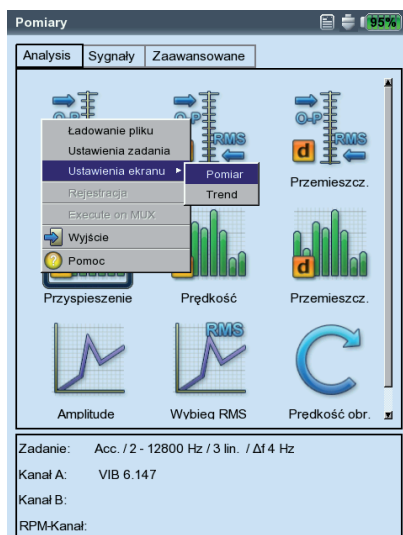 Pomiary 95%
Analysis Sygnały Zaawansowane
O-P O-P RMS O-P
d RMS
Ładowanie pliku
Ustawienia zadania
Ustawienia ekranu
Pomiar
Przemieszcz.
Rejestracja
Trend
Execute on MUX
Wyjście
Pomoc
d
Przyspieszenie Prędkość Przemieszcz.
RMS
Amplitude Wybieg RMS Prędkość obr.
Zadanie: Acc. / 2 - 12800 Hz / 3 lin. / Δf 4 Hz
Kanał A: VIB 6.147
Kanał B:
RPM-Kanał: